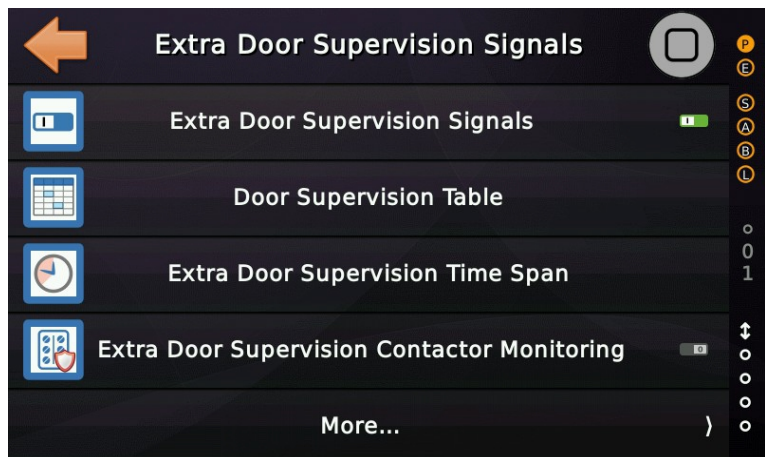 Extra Door Supervision Signals
P
E
Extra Door Supervision Signals
S
A
B
L
Door Supervision Table
0
1
Extra Door Supervision Time Span
Extra Door Supervision Contactor Monitoring
More...